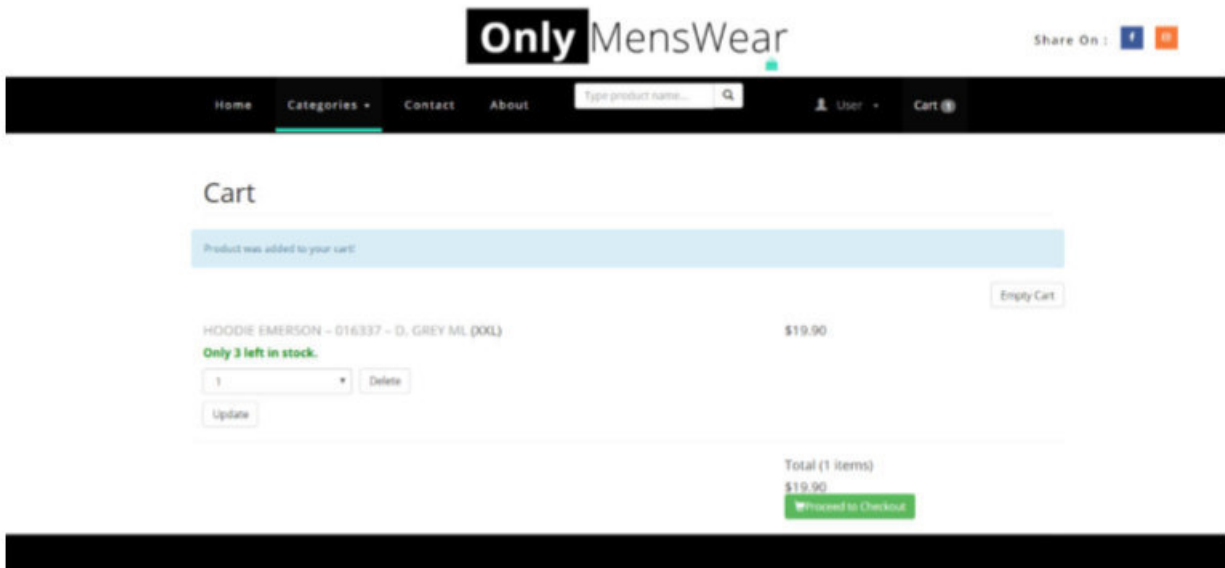 Only MensWear
Share On :
Home Categories Contact About Type product name... User Cart 1
Cart
Product was added to your cart!
Empty Cart
HOODIE EMERSON – 016337 – D. GREY ML (XXL) $19.90
Only 3 left in stock.
1 Delete
Update
Total (1 items)
$19.90
Proceed to Checkout